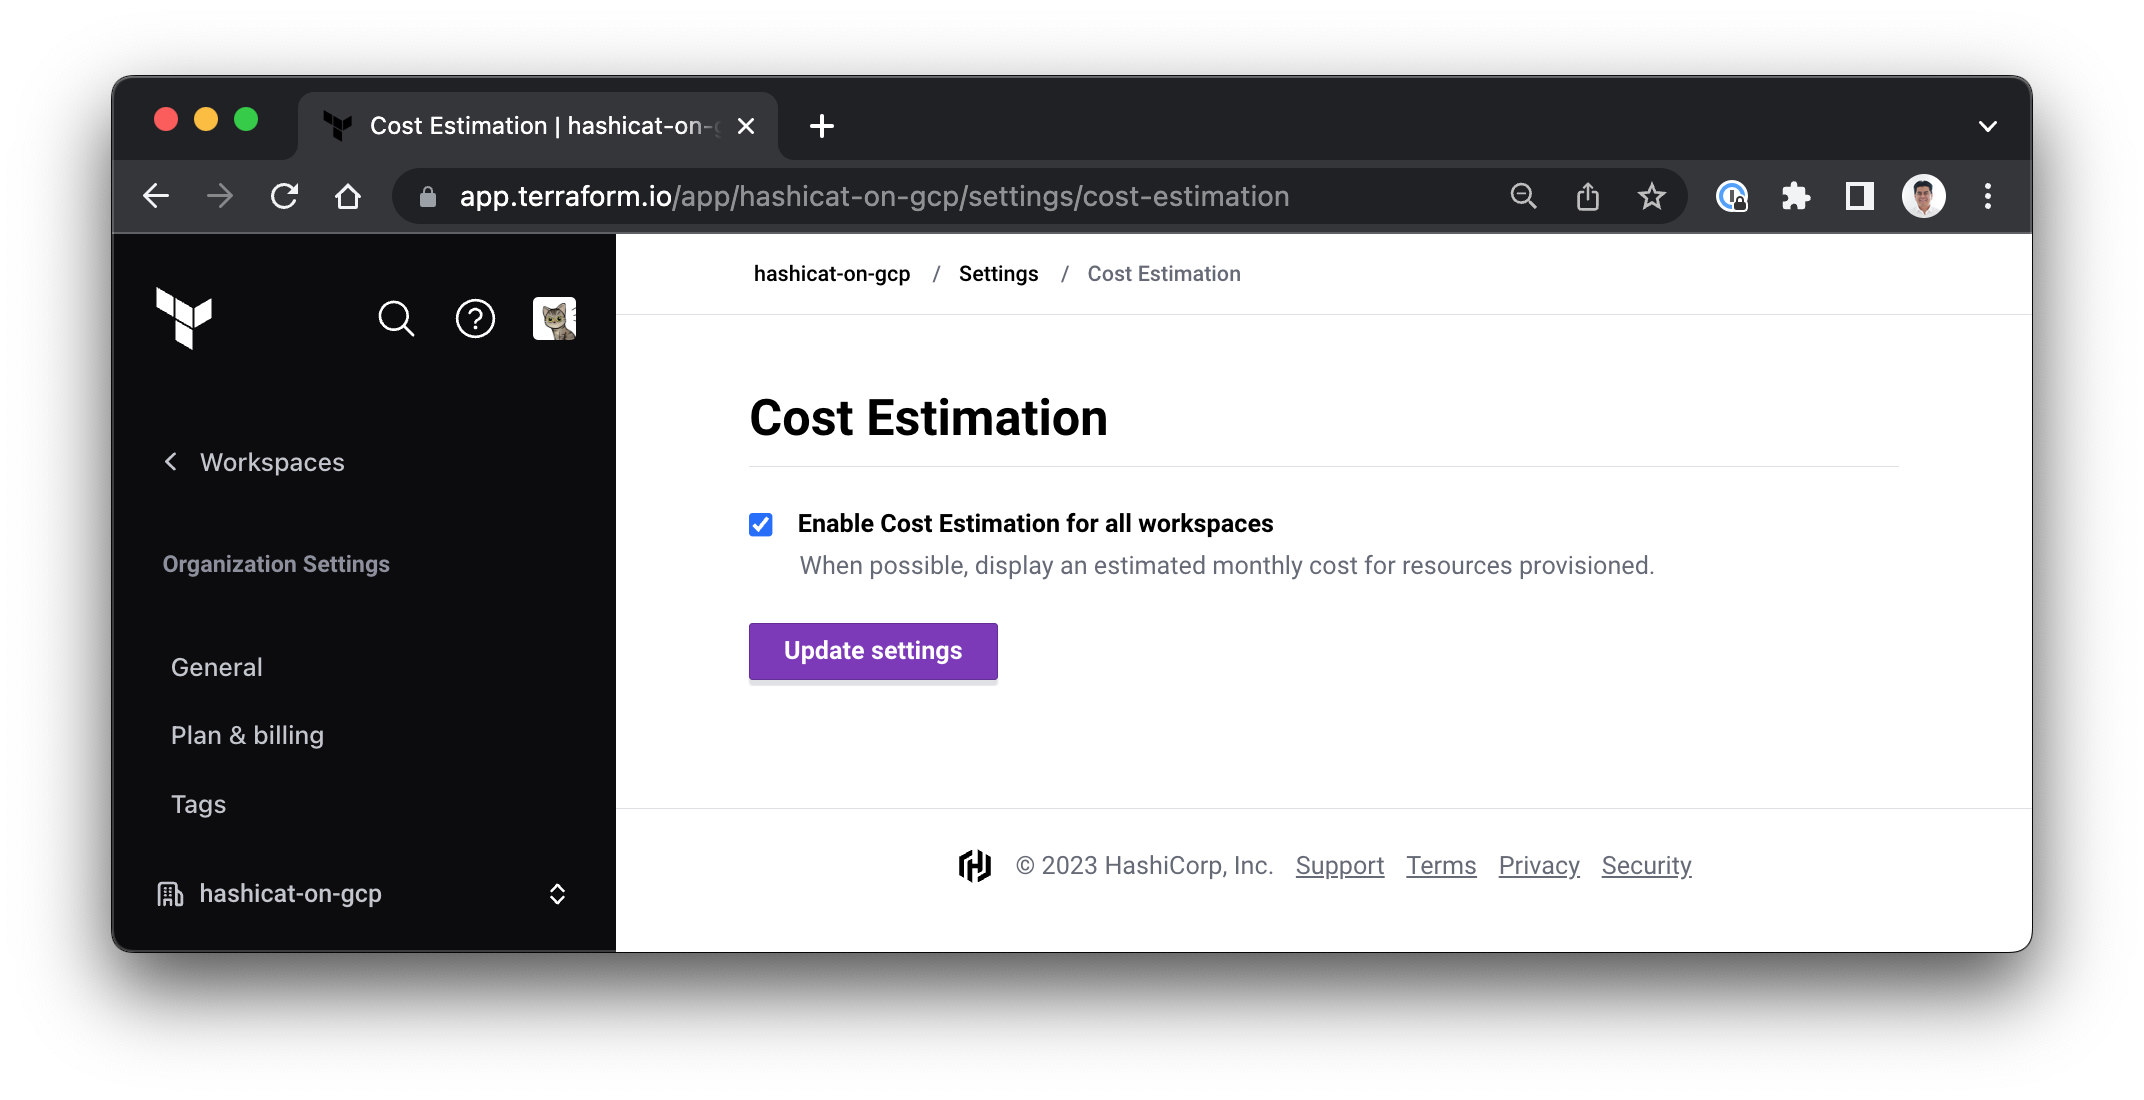 Cost Estimation | hashicat-on-
app.terraform.io/app/hashicat-on-gcp/settings/cost-estimation
hashicat-on-gcp / Settings / Cost Estimation
Workspaces
Organization Settings
General
Plan & billing
Tags
hashicat-on-gcp
Cost Estimation
Enable Cost Estimation for all workspaces
When possible, display an estimated monthly cost for resources provisioned.
Update settings
© 2023 HashiCorp, Inc. Support Terms Privacy Security